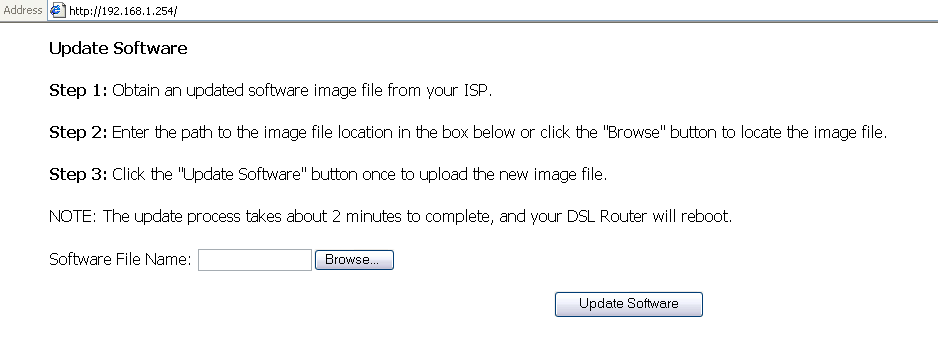 Address http://192.168.1.254/
Update Software
Step 1: Obtain an updated software image file from your ISP.
Step 2: Enter the path to the image file location in the box below or click the "Browse" button to locate the image file.
Step 3: Click the "Update Software" button once to upload the new image file.
NOTE: The update process takes about 2 minutes to complete, and your DSL Router will reboot.
Software File Name: Browse...
Update Software